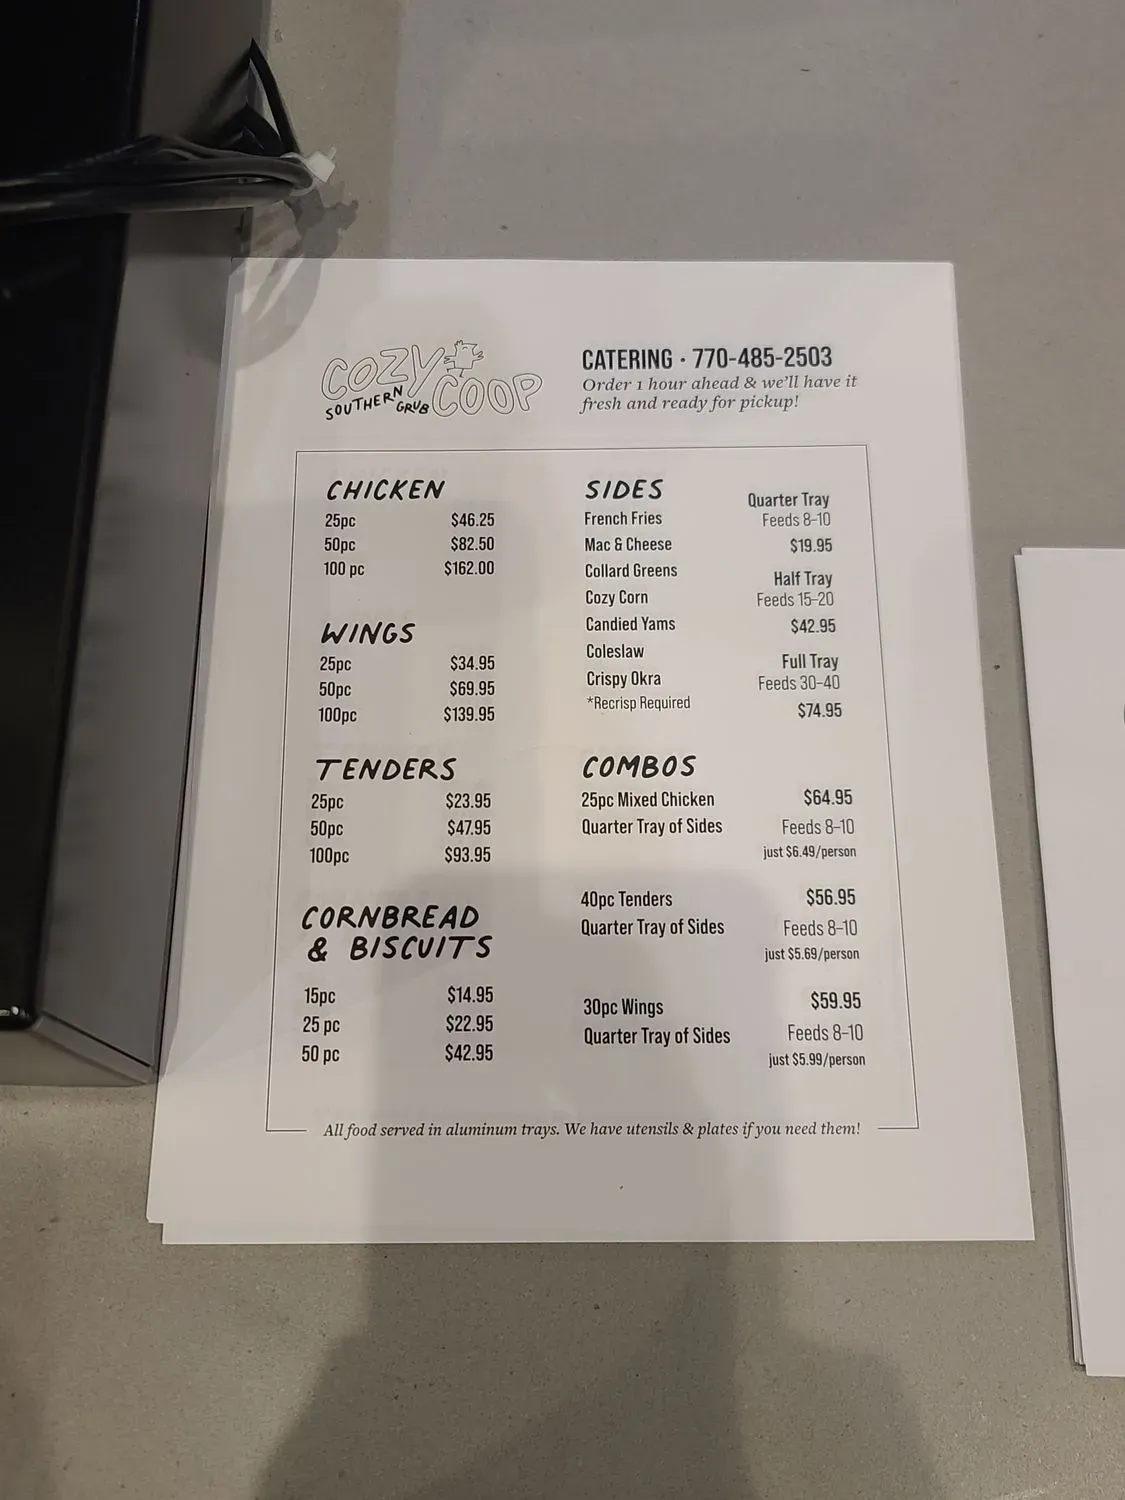 COZY COOP
SOUTHERN GRUB
CATERING · 770-485-2503
Order 1 hour ahead & we'll have it
fresh and ready for pickup!
CHICKEN
25pc $46.25
50pc $82.50
100 pc $162.00
WINGS
25pc $34.95
50pc $69.95
100pc $139.95
TENDERS
25pc $23.95
50pc $47.95
100pc $93.95
CORNBREAD
& BISCUITS
15pc $14.95
25 pc $22.95
50 pc $42.95
SIDES
French Fries
Mac & Cheese
Collard Greens
Cozy Corn
Candied Yams
Coleslaw
Crispy Okra
*Recrisp Required
Quarter Tray
Feeds 8-10
$19.95
Half Tray
Feeds 15-20
$42.95
Full Tray
Feeds 30-40
$74.95
COMBOS
25pc Mixed Chicken $64.95
Quarter Tray of Sides Feeds 8-10
just $6.49/person
40pc Tenders $56.95
Quarter Tray of Sides Feeds 8-10
just $5.69/person
30pc Wings $59.95
Quarter Tray of Sides Feeds 8-10
just $5.99/person
All food served in aluminum trays. We have utensils & plates if you need them!